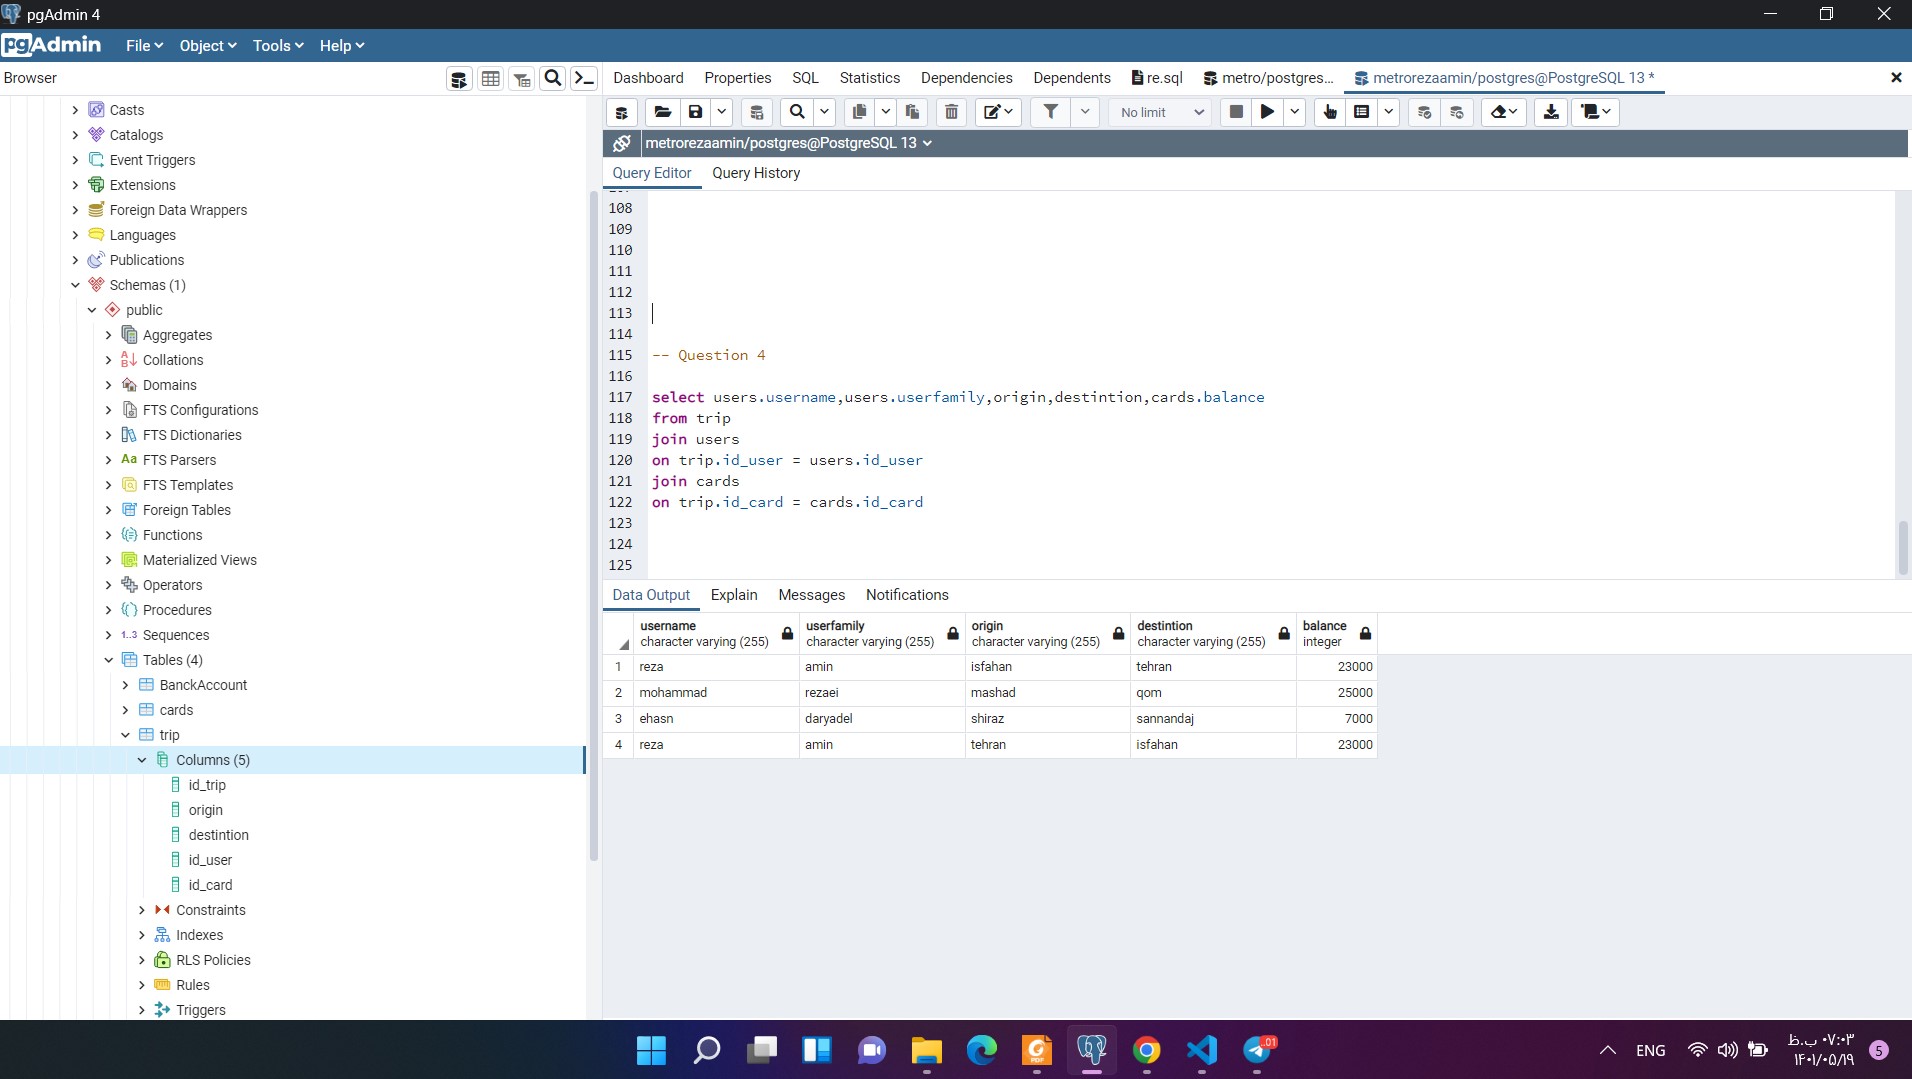 pgAdmin 4
pgAdmin File Object Tools Help
Browser
Dashboard Properties SQL Statistics Dependencies Dependents re.sql metro/postgres... metrorezaamin/postgres@PostgreSQL 13 *
No limit
metrorezaamin/postgres@PostgreSQL 13
Query Editor Query History
Casts
Catalogs
Event Triggers
Extensions
Foreign Data Wrappers
Languages
Publications
Schemas (1)
public
Aggregates
Collations
Domains
FTS Configurations
FTS Dictionaries
Aa FTS Parsers
FTS Templates
Foreign Tables
Functions
Materialized Views
Operators
Procedures
1..3 Sequences
Tables (4)
BanckAccount
cards
trip
Columns (5)
id_trip
origin
destintion
id_user
id_card
Constraints
Indexes
RLS Policies
Rules
Triggers
108
109
110
111
112
113
114
115 -- Question 4
116
117 select users.username,users.userfamily,origin,destintion,cards.balance
118 from trip
119 join users
120 on trip.id_user = users.id_user
121 join cards
122 on trip.id_card = cards.id_card
123
124
125
Data Output Explain Messages Notifications
username userfamily origin destintion balance
character varying (255) character varying (255) character varying (255) character varying (255) integer
1 reza amin isfahan tehran 23000
2 mohammad rezaei mashad qom 25000
3 ehasn daryadel shiraz sannandaj 7000
4 reza amin tehran isfahan 23000
PDF
..01
ENG
۰۷:۰۳ ب.ظ
۱۴۰۱/۰۵/۱۹
5